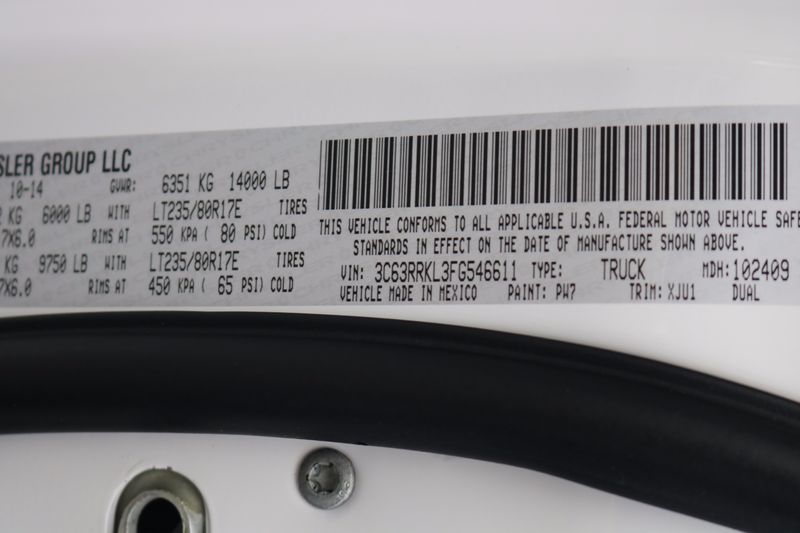 SLER GROUP LLC
10-14 GVWR: 6351 KG 14000 LB
KG 6000 LB WITH LT235/80R17E TIRES
7X6.0 RIMS AT 550 KPA ( 80 PSI) COLD
KG 9750 LB WITH LT235/80R17E
7X6.0 RIMS AT 450 KPA ( 65 PSI) COLD
THIS VEHICLE CONFORMS TO ALL APPLICABLE U.S.A. FEDERAL MOTOR VEHICLE SAFE
STANDARDS IN EFFECT ON THE DATE OF MANUFACTURE SHOWN ABOVE.
VIN: 3C63RRKL3FG546611 TYPE: TRUCK MDH: 102409
VEHICLE MADE IN MEXICO PAINT: PW7 TRIM: XJU1 DUAL